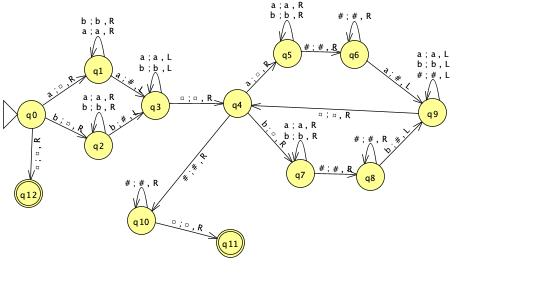 a ; a , R
b ; b , R
# ; # , R
b ; b , R
a ; a , R
q5
# ; # , R
q6
a ; a , L
b ; b , L
# ; # , L
q1
a ; a , L
b ; b , L
a ; □ , R
a ; # , L
a ; □ , R
a ; # , L
a ; a , R
b ; b , R
q3
□ ; □ , R
q4
q9
q0
b ; □ , R
b ; # , L
□ ; □ , R
q2
b ; □ , R
a ; a , R
b ; b , R
# ; # , R
b ; # , L
□ ; □ , R
# ; # , R
q7
# ; # , R
q8
q12
# ; # , R
q10
□ ; □ , R
q11